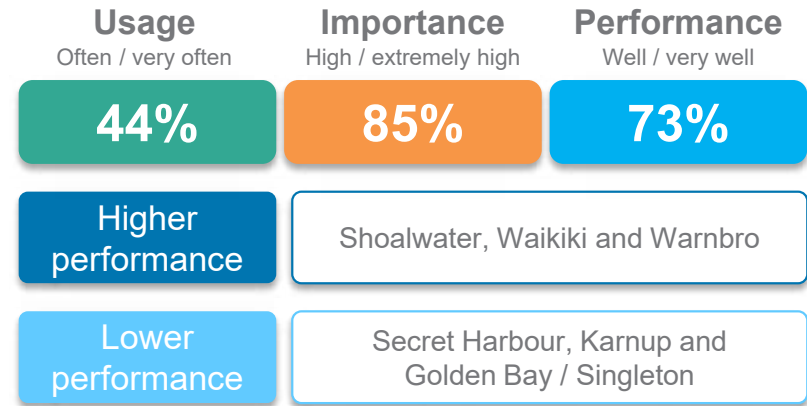 Usage Importance Performance
Often / very often High / extremely high Well / very well
44% 85% 73%
Higher
performance
Shoalwater, Waikiki and Warnbro
Lower
performance
Secret Harbour, Karnup and
Golden Bay / Singleton